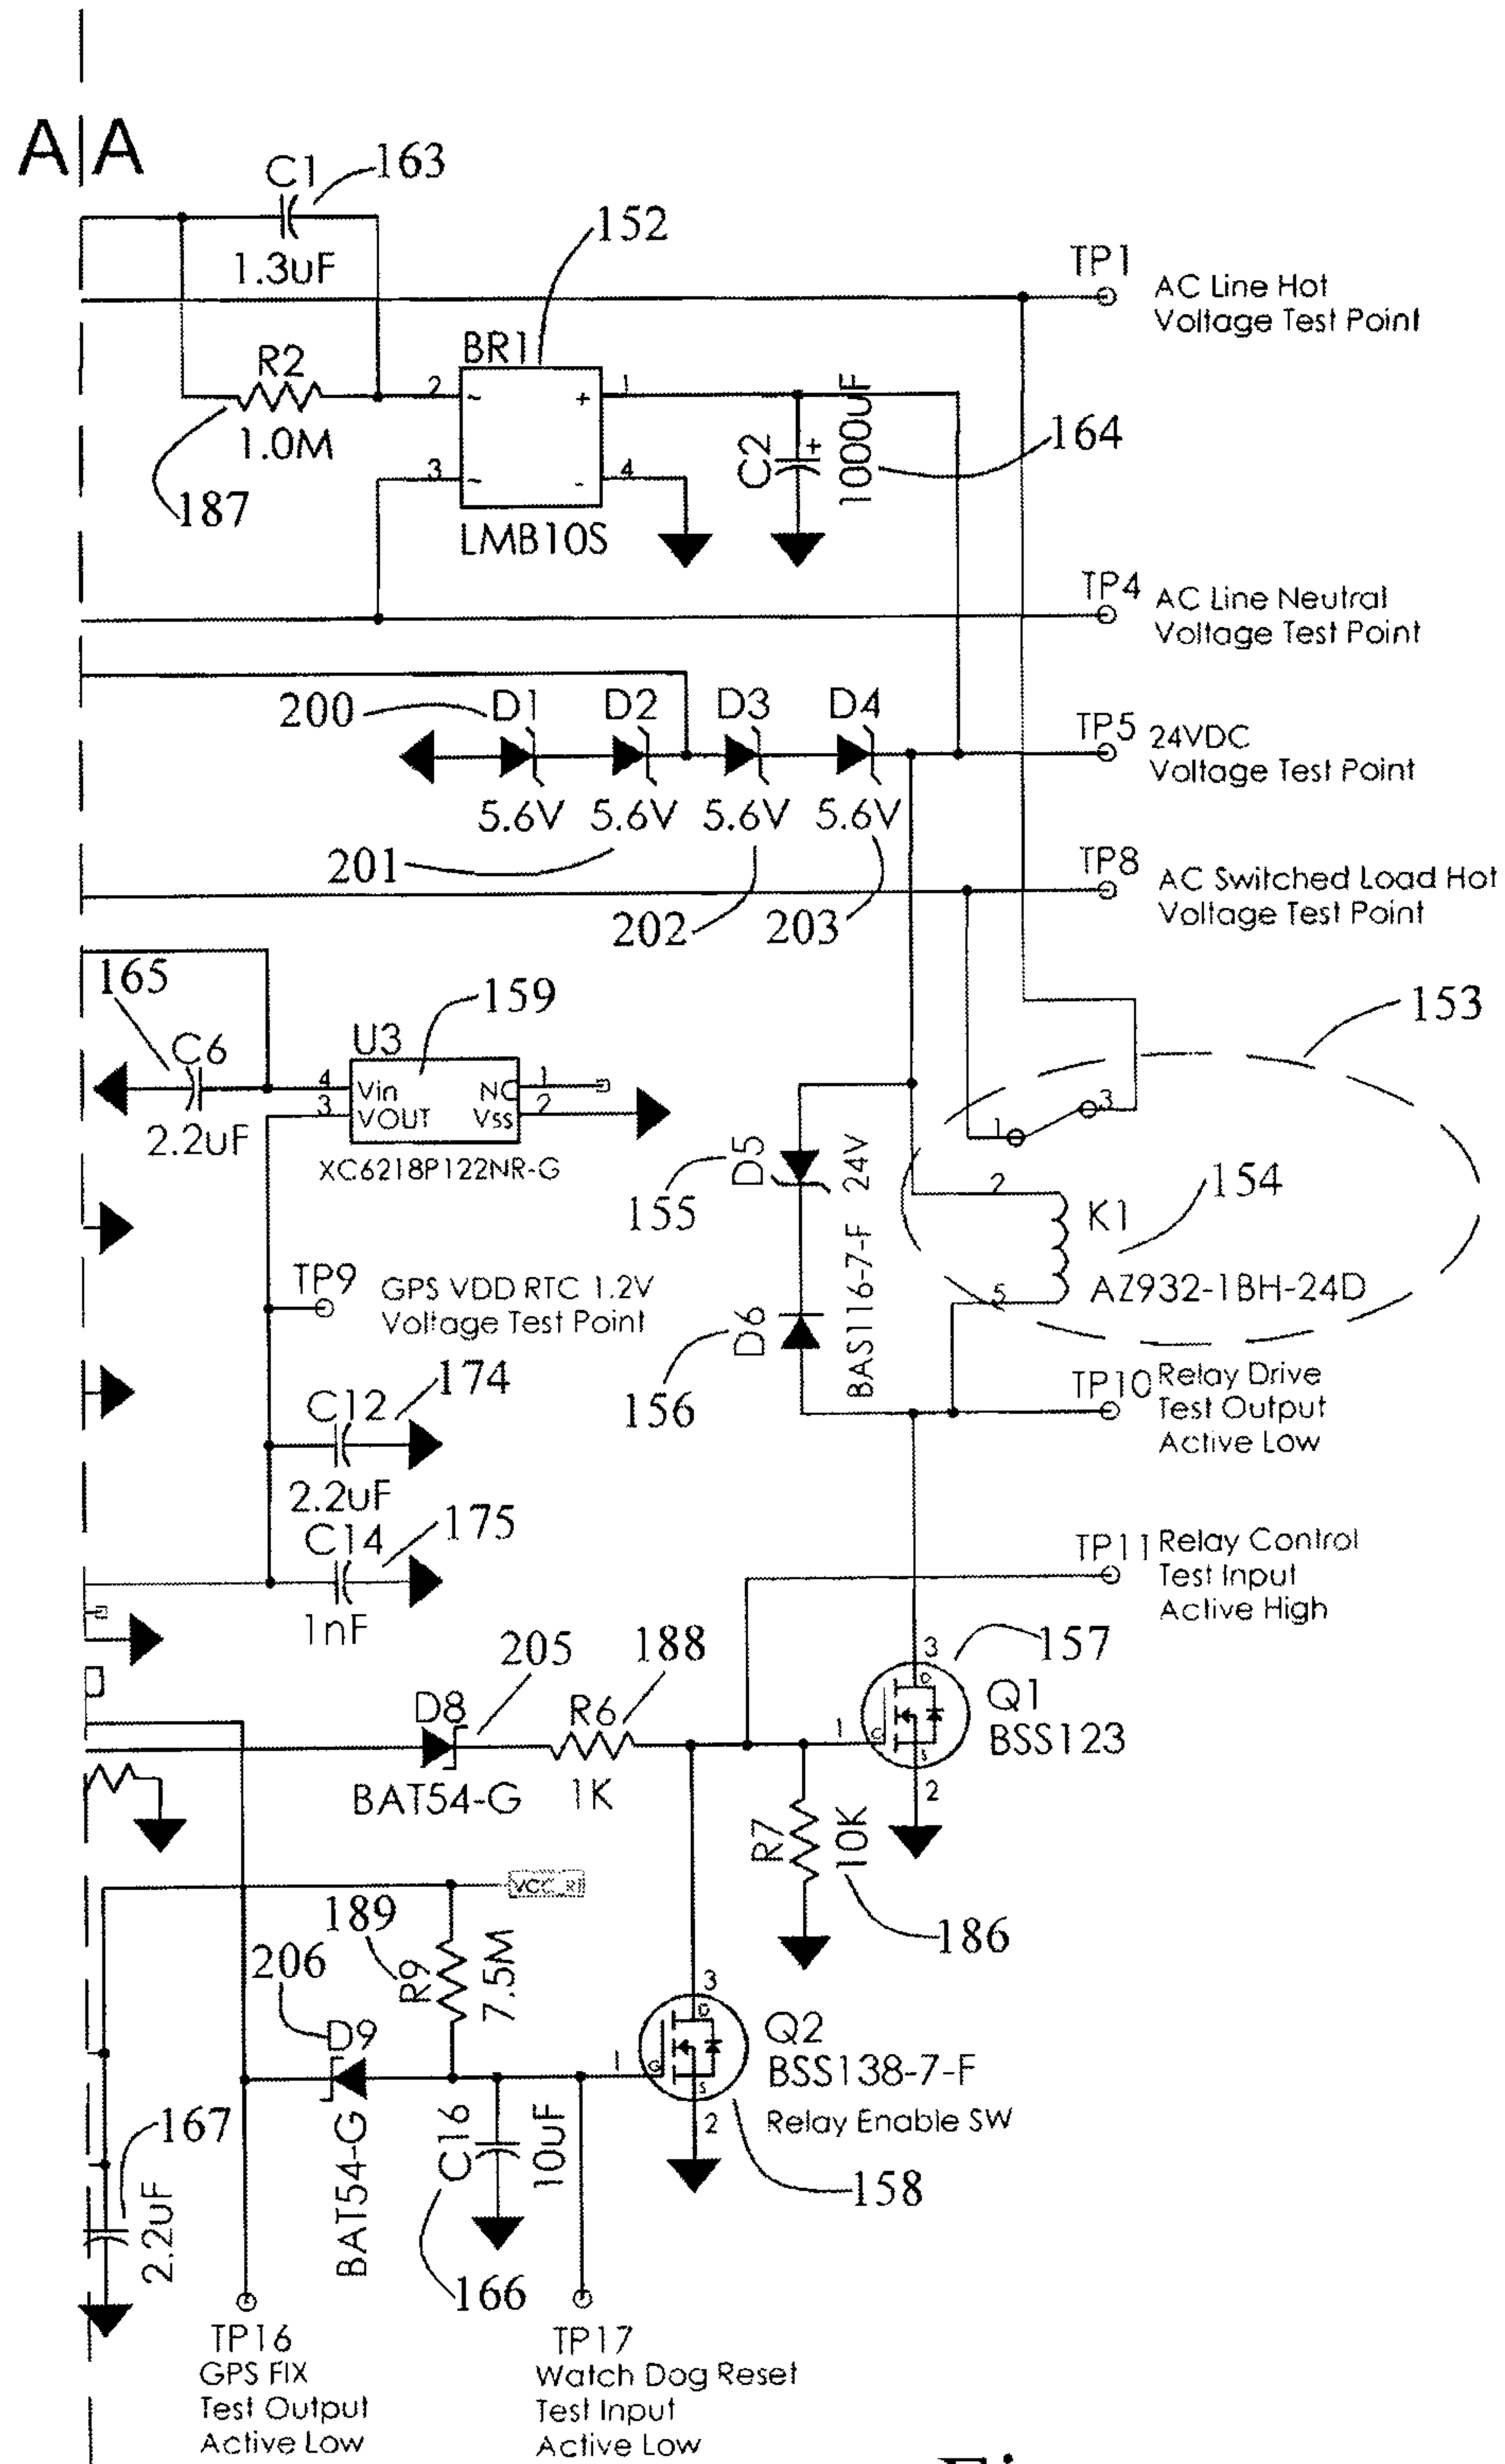 A A
C1
163
1.3uF
152
TP1
AC Line Hot
Voltage Test Point
R2
1.0M
187
BR1
2 ~
+ 1
3 ~
- 4
LMB10S
C2
+
1000uF
164
TP4
AC Line Neutral
Voltage Test Point
200
D1
D2
D3
D4
5.6V
5.6V
5.6V
5.6V
201
202
203
TP5
24VDC
Voltage Test Point
TP8
AC Switched Load Hot
Voltage Test Point
165
C6
2.2uF
U3
159
4
Vin
NC
1
3
VOUT
Vss
2
XC6218P122NR-G
153
1
3
D5
24V
155
2
K1
154
5
AZ932-1BH-24D
TP9
GPS VDD RTC 1.2V
Voltage Test Point
D6
BAS116-7-F
156
C12
174
2.2uF
C14
175
1nF
TP10
Relay Drive
Test Output
Active Low
TP11
Relay Control
Test Input
Active High
205
188
D8
BAT54-G
R6
1K
157
3
D
1
G
S
2
Q1
BSS123
R7
10K
186
189
R9
7.5M
206
D9
BAT54-G
3
D
1
G
S
2
Q2
BSS138-7-F
Relay Enable SW
158
C16
10uF
166
167
2.2uF
TP16
GPS FIX
Test Output
Active Low
TP17
Watch Dog Reset
Test Input
Active Low